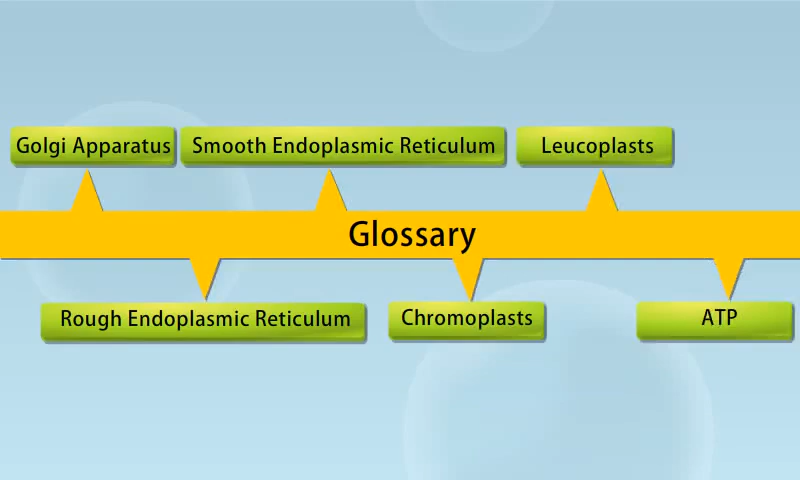 Golgi Apparatus
Smooth Endoplasmic Reticulum
Leucoplasts
Glossary
Rough Endoplasmic Reticulum
Chromoplasts
ATP